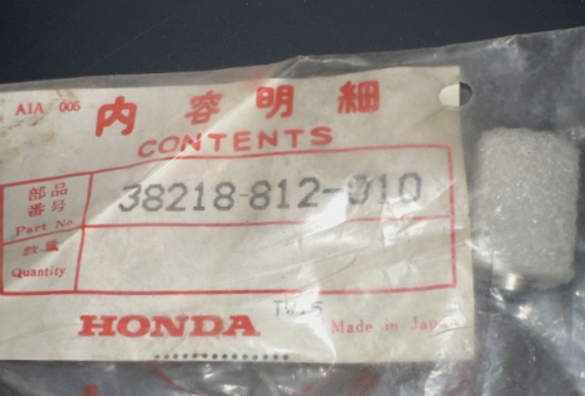 AIA 005
内容明細
CONTENTS
部品
番号
Part No
38218-812-010
数量
Quantity
HONDA
Made in Japa